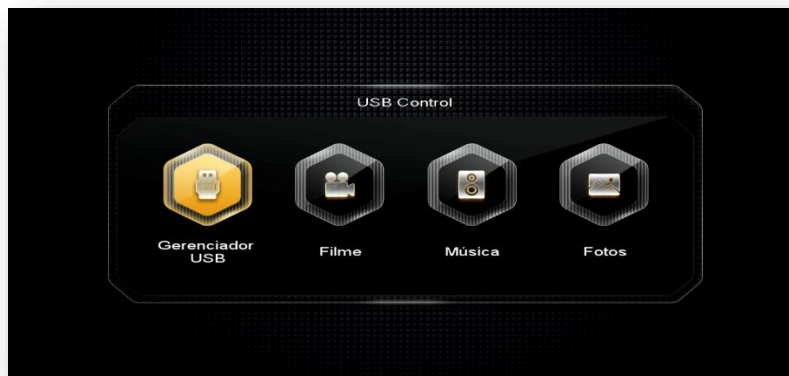 USB Control
Gerenciador
USB
Filme
Música
Fotos